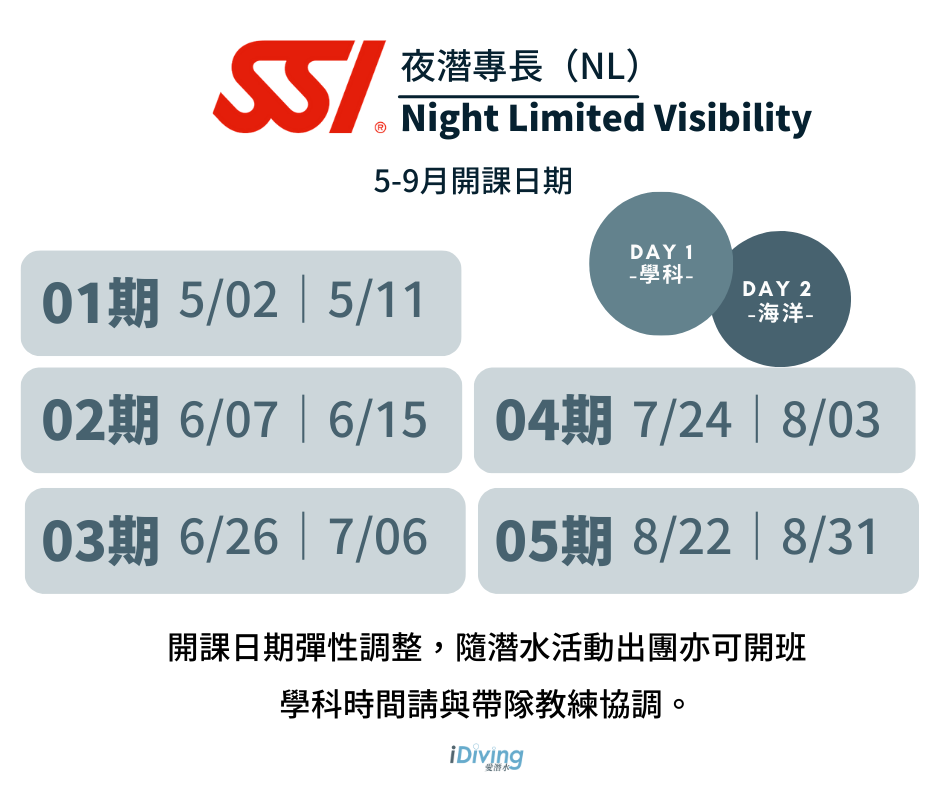 SSI®
夜潛專長（NL）
Night Limited Visibility
5-9月開課日期
DAY 1
-學科-
DAY 2
-海洋-
01期 5/02｜5/11
02期 6/07｜6/15
04期 7/24｜8/03
03期 6/26｜7/06
05期 8/22｜8/31
開課日期彈性調整，隨潛水活動出團亦可開班
學科時間請與帶隊教練協調。
iDiving
愛潛水